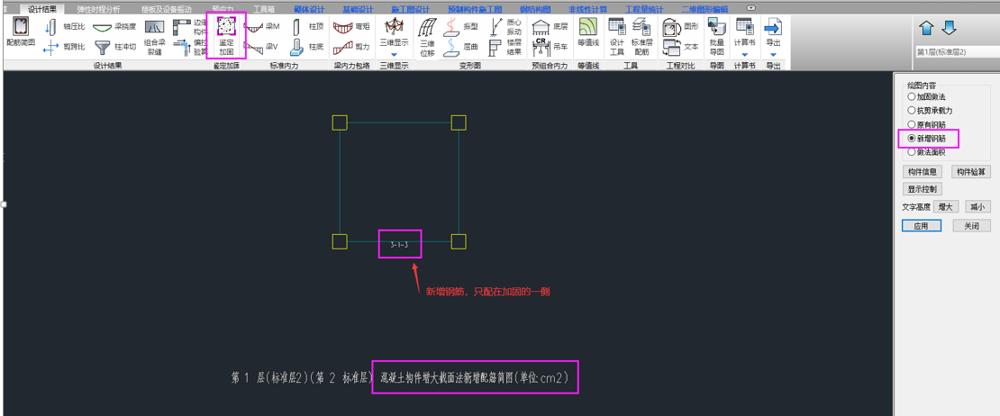 设计结果 弹性时程分析 楼板及设备振动 预应力 工具箱 砌体设计 基础设计 施工图设计 预制构件施工图 钢结构图 非线性计算 工程量统计 二维图形编辑
配筋简图 轴压比 剪跨比 梁挠度 柱冲切 组合梁裂缝 边缘构件 偏拉验算 鉴定加固 梁M 梁V 柱顶 柱底 弯矩 剪力 三维显示 三维位移 振型 屈曲 质心振动 楼层结果 底层 吊车 等值线 设计工具 标准层配筋 图形 文本 批量导图 计算书 导出
设计结果 鉴定加固 标准内力 梁内力包络 三维显示 变形图 预组合内力 等值线 工具 工程对比 导图 计算书 导出
第1层(标准层2)
绘图内容
加固做法
抗剪承载力
原有钢筋
新增钢筋
做法面积
构件信息 构件验算
显示控制
文字高度 增大 减小
应用 关闭
3-1-3
新增钢筋，只配在加固的一侧
第 1 层(标准层2)(第 2 标准层) 混凝土构件增大截面法新增配筋简图(单位:cm2)